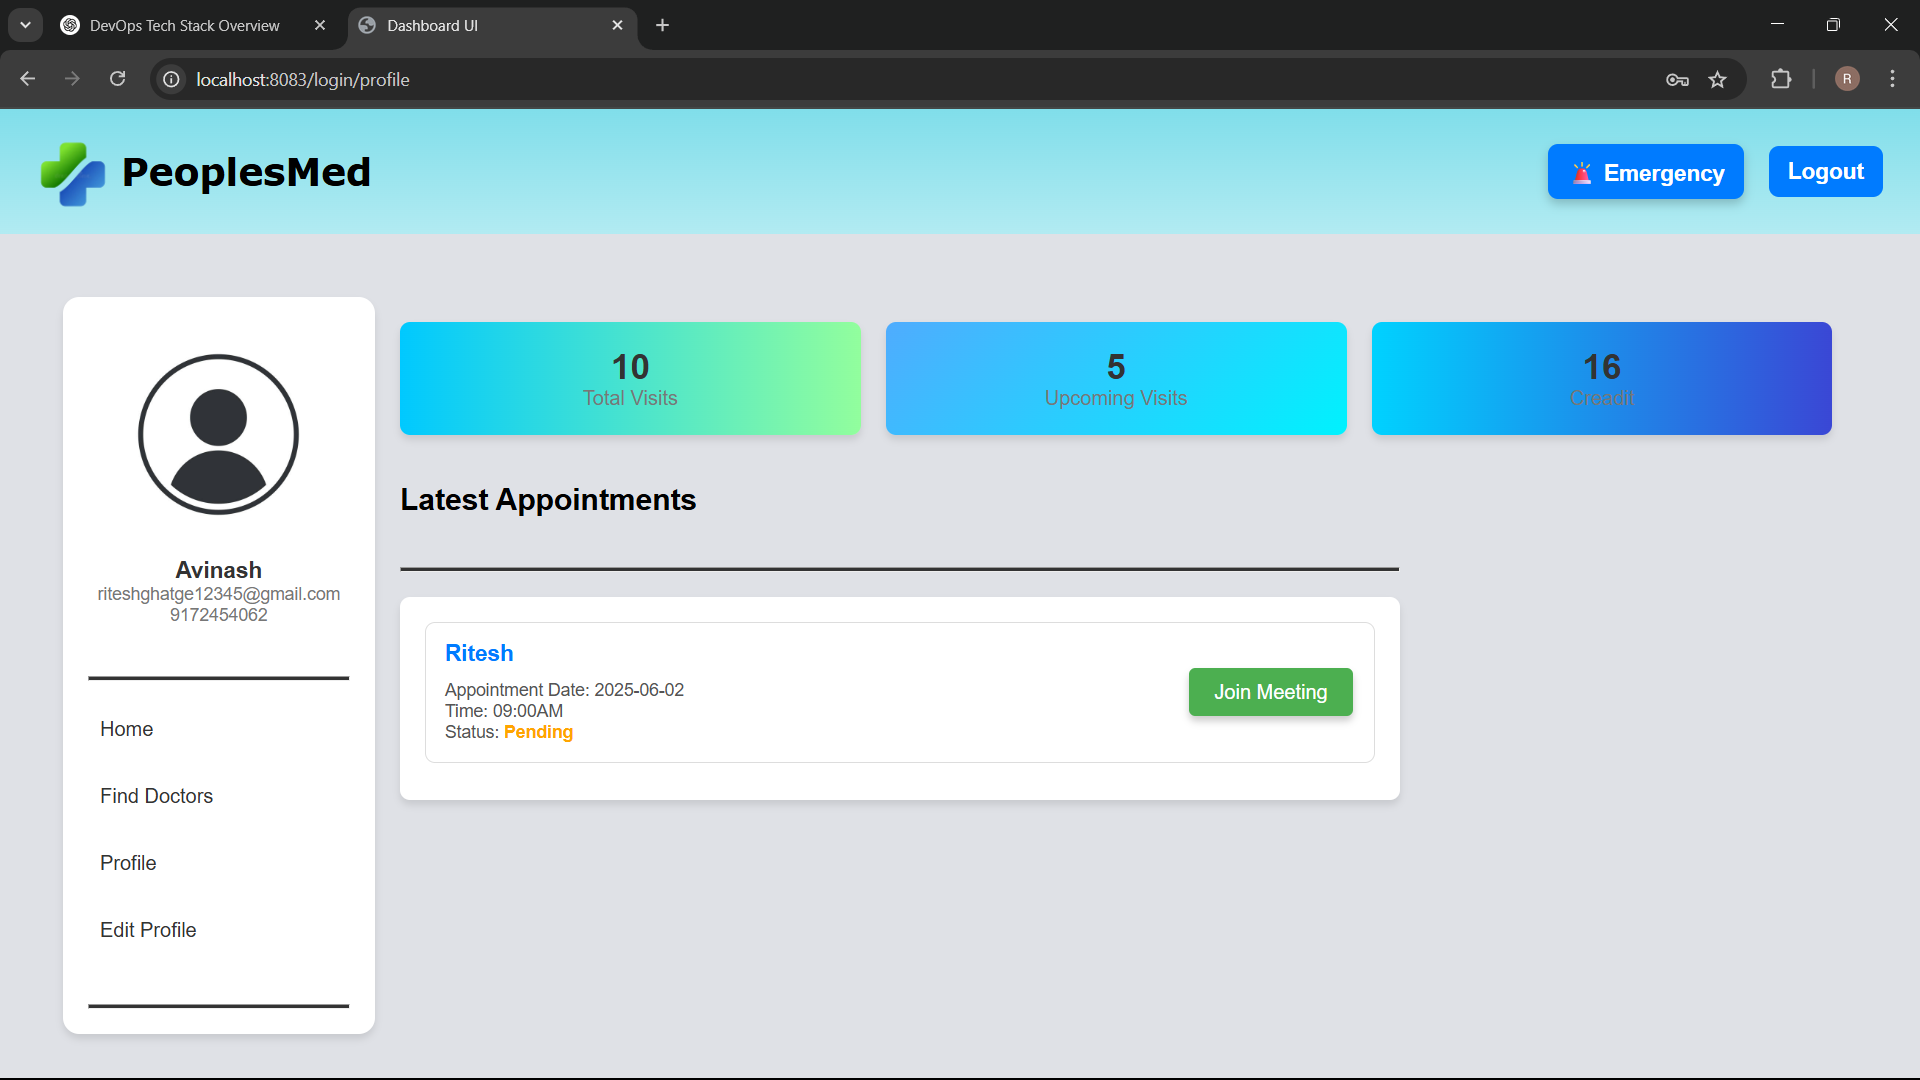 DevOps Tech Stack Overview
Dashboard UI
localhost:8083/login/profile
R
PeoplesMed
Emergency
Logout
Avinash
riteshghatge12345@gmail.com
9172454062
Home
Find Doctors
Profile
Edit Profile
10
Total Visits
5
Upcoming Visits
16
Creadit
Latest Appointments
Ritesh
Appointment Date: 2025-06-02
Time: 09:00AM
Status: Pending
Join Meeting